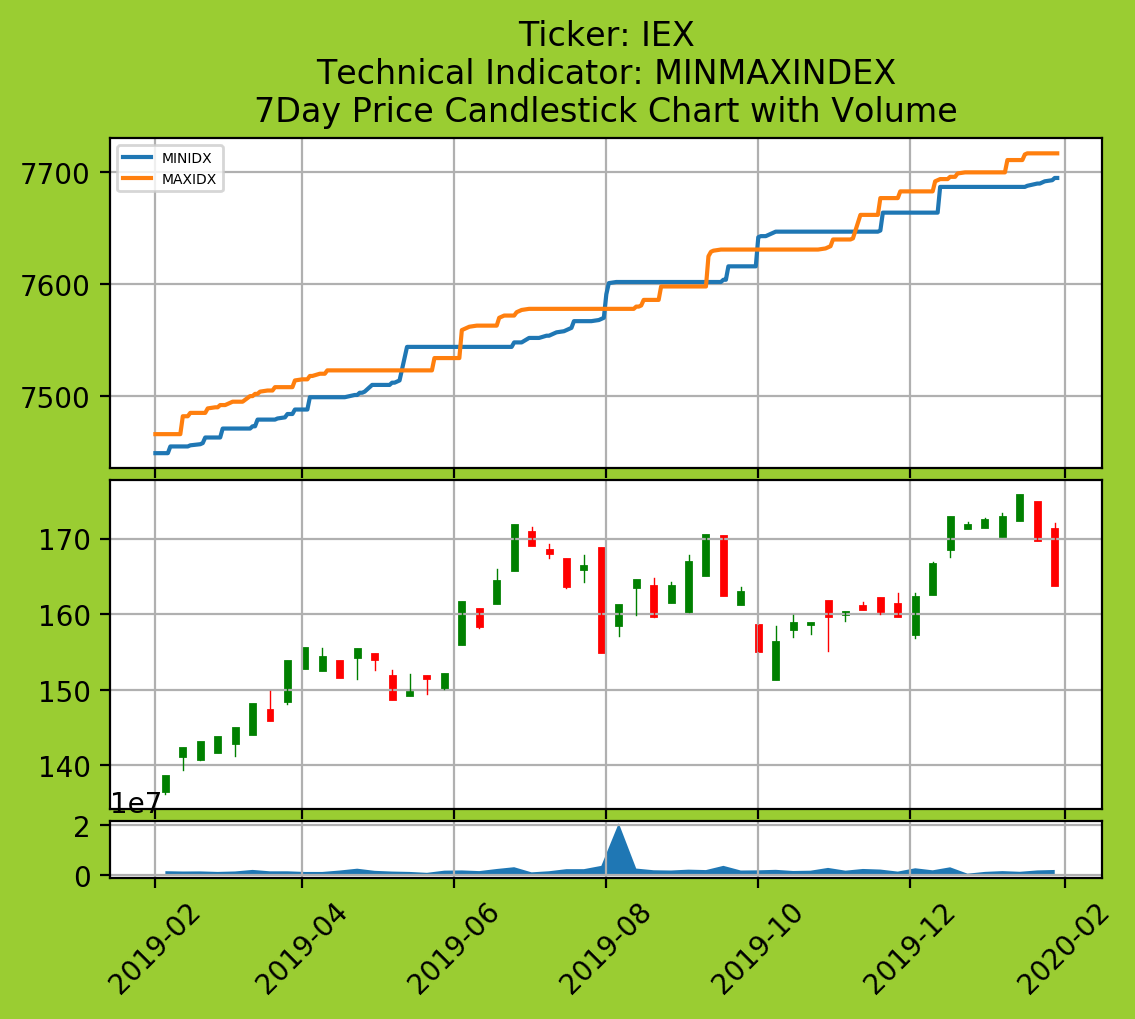 Ticker: IEX
Technical Indicator: MINMAXINDEX
7Day Price Candlestick Chart with Volume
MINIDX
MAXIDX
7700
7600
7500
170
160
150
140
1e7
2
0
2019-02
2019-04
2019-06
2019-08
2019-10
2019-12
2020-02